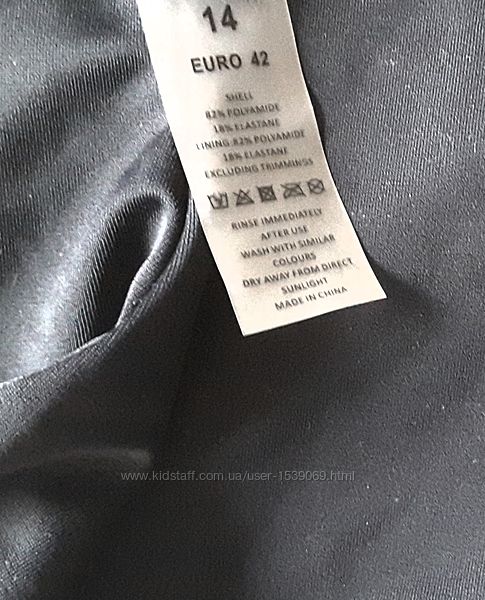 14
EURO 42
SHELL
82% POLYAMIDE
18% ELASTANE
LINING:82% POLYAMIDE
18% ELASTANE
EXCLUDING TRIMMINGS
RINSE IMMEDIATELY
AFTER USE
WASH WITH SIMILAR
COLOURS
DRY AWAY FROM DIRECT
SUNLIGHT
MADE IN CHINA
www.kidstaff.com.ua/user-1539069.html